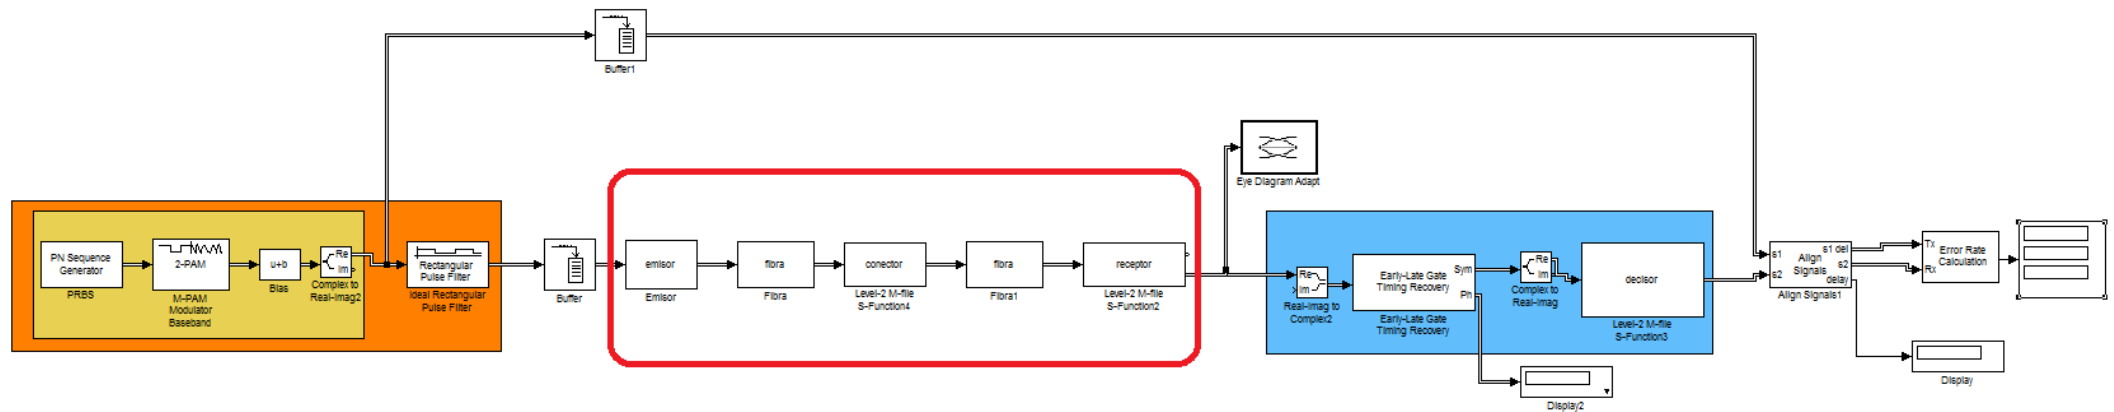 Buffer1
Eye Diagram Adapt
PN Sequence
Generator
PRBS
2-PAM
M-PAM
Modulator
Baseband
u+b
Bias
Re
Im
Complex to
Real-Imag2
Rectangular
Pulse Filter
Ideal Rectangular
Pulse Filter
Buffer
emisor
Emisor
fibra
Fibra
conector
Level-2 M-file
S-Function4
fibra
Fibra1
receptor
Level-2 M-file
S-Function2
Re
Im
Real-Imag to
Complex2
Early-Late Gate
Timing Recovery
Sym
Ph
Early-Late Gate
Timing Recovery
Re
Im
Complex to
Real-Imag
decisor
Level-2 M-file
S-Function3
Display2
s1
s2
Align
Signals
s1 del
s2
delay
Align Signals1
Tx
Rx
Error Rate
Calculation
Display